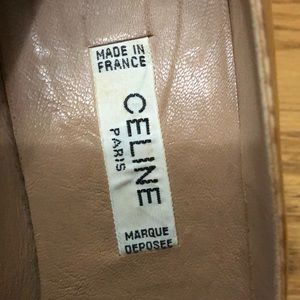 MADE IN
FRANCE
CELINE
PARIS
MARQUE
DEPOSEE